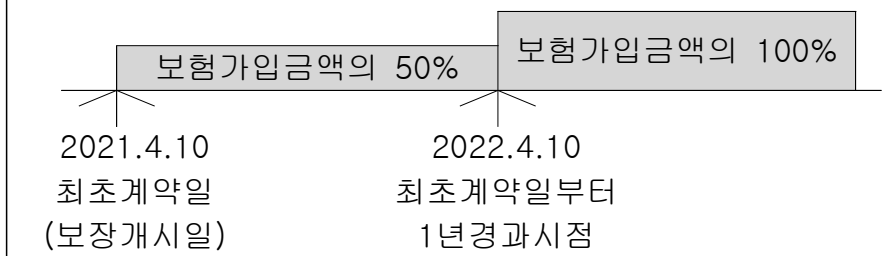 보험가입금액의 50%
보험가입금액의 100%
2021.4.10
최초계약일
(보장개시일)
2022.4.10
최초계약일부터
1년경과시점